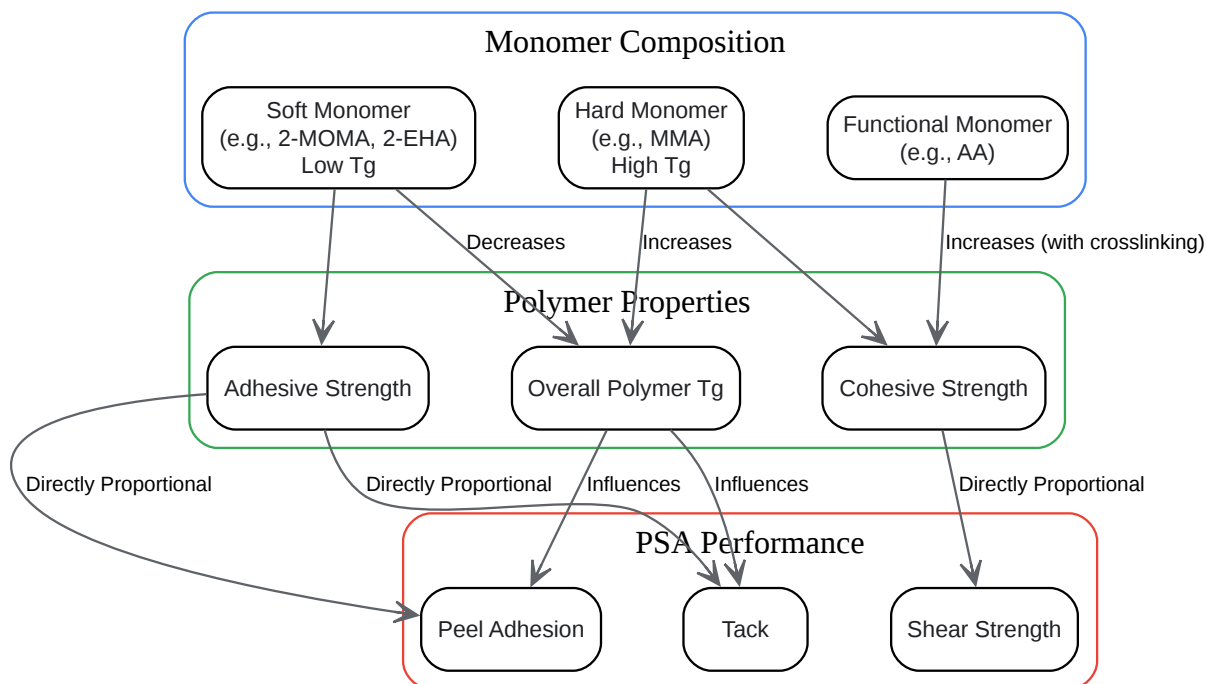 Monomer Composition
Soft Monomer
(e.g., 2-MOMA, 2-EHA)
Low Tg
Hard Monomer
(e.g., MMA)
High Tg
Functional Monomer
(e.g., AA)
Decreases
Increases
Increases (with crosslinking)
Polymer Properties
Adhesive Strength
Overall Polymer Tg
Cohesive Strength
Directly Proportional
Directly Proportional
Influences
Influences
Directly Proportional
PSA Performance
Peel Adhesion
Tack
Shear Strength